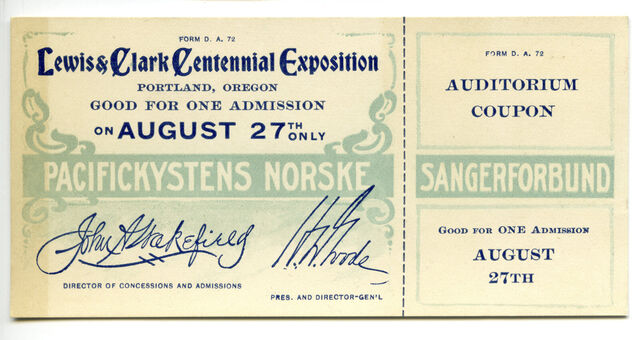 FORM D. A. 72
Lewis & Clark Centennial Exposition
PORTLAND, OREGON
GOOD FOR ONE ADMISSION
ON AUGUST 27TH ONLY
PACIFICKYSTENS NORSKE
John A Wakefield
DIRECTOR OF CONCESSIONS AND ADMISSIONS
PRES. AND DIRECTOR-GEN'L
FORM D. A. 72
AUDITORIUM
COUPON
SANGERFORBUND
GOOD FOR ONE ADMISSION
AUGUST
27TH